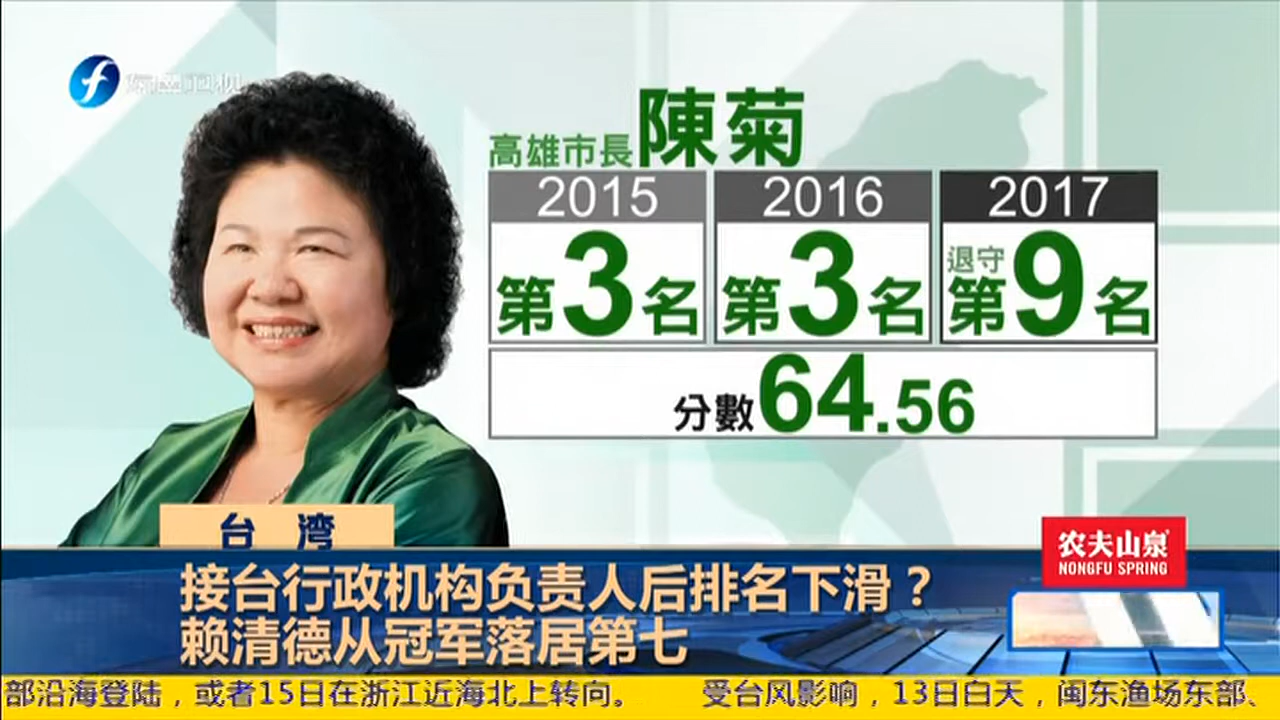 东南卫视
高雄市長陳菊
2015 2016 2017
第3名 第3名 退守第9名
分數64.56
台湾
农夫山泉
NONGFU SPRING
接台行政机构负责人后排名下滑？
赖清德从冠军落居第七
部沿海登陆，或者15日在浙江近海北上转向。 受台风影响，13日白天，闽东渔场东部、